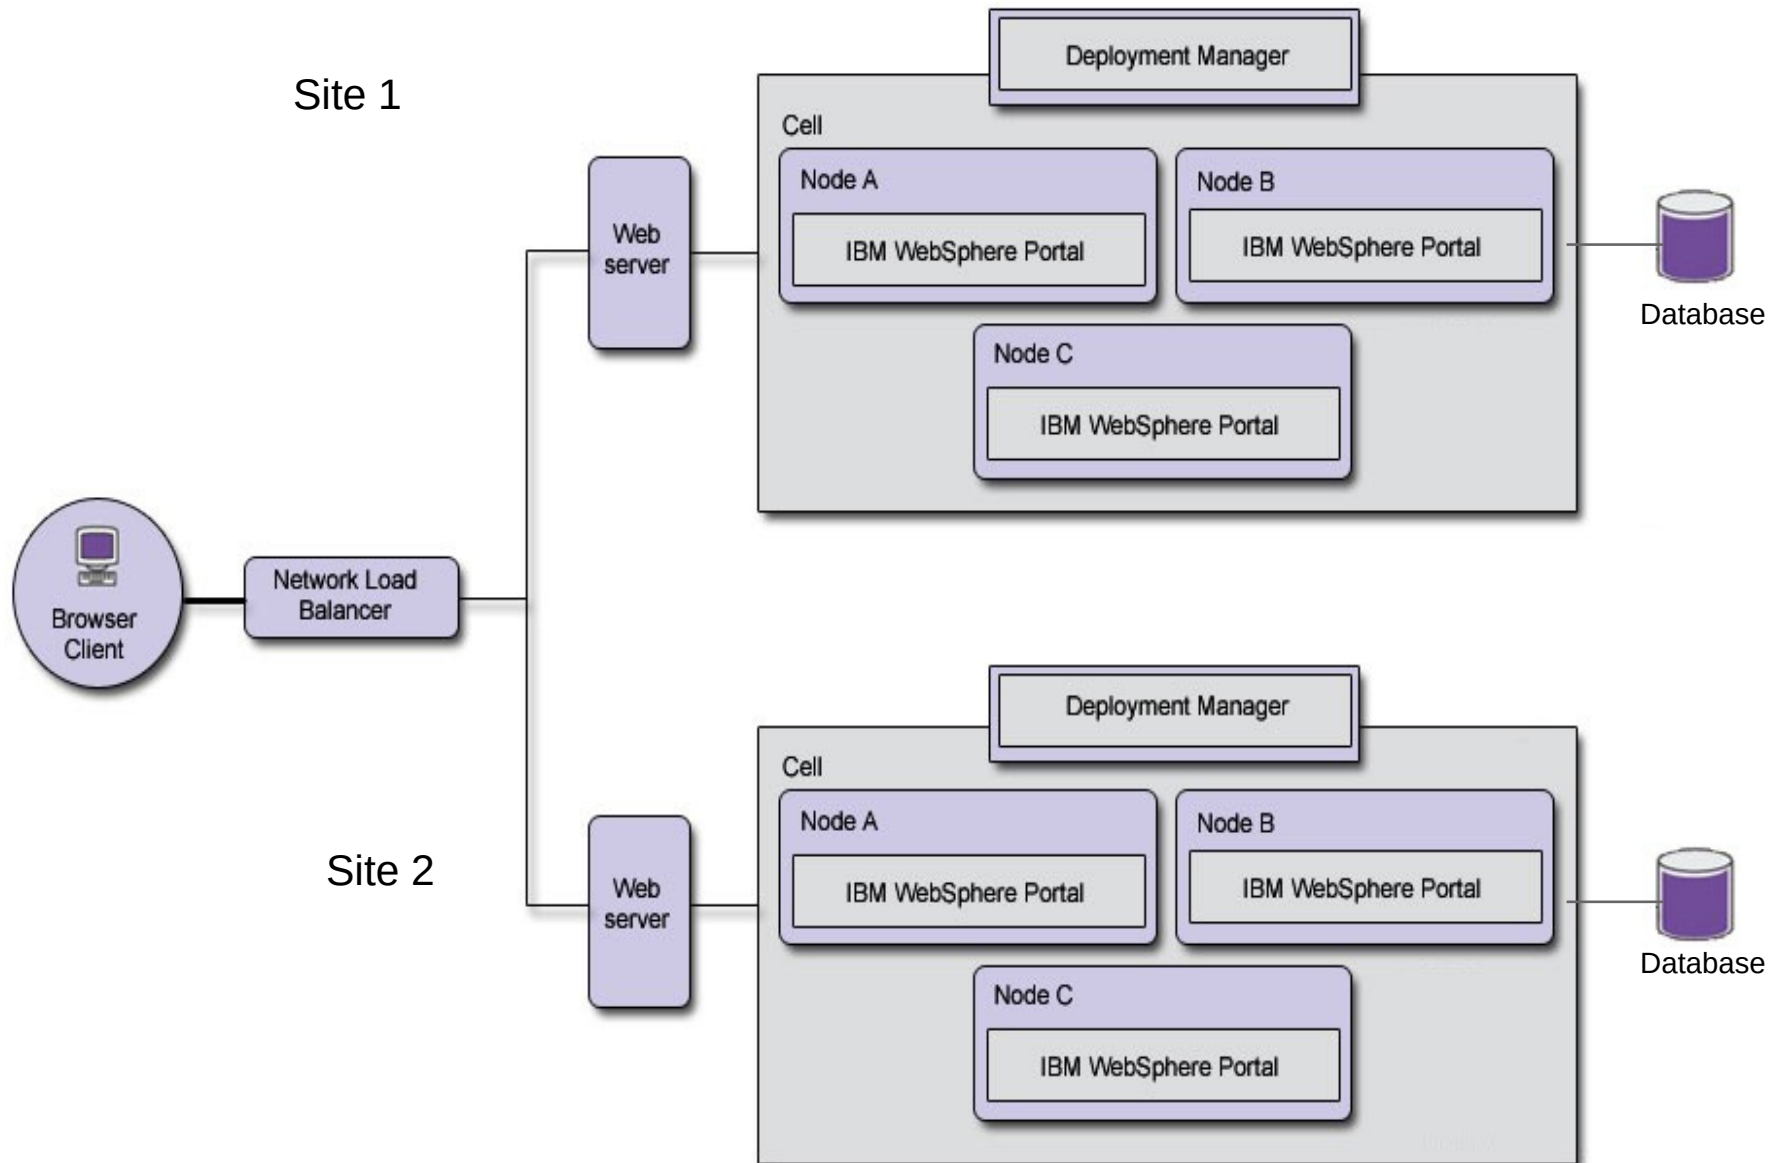 Site 1
Deployment Manager
Cell
Node A
IBM WebSphere Portal
Node B
IBM WebSphere Portal
Node C
IBM WebSphere Portal
Web
server
Database
Browser
Client
Network Load
Balancer
Site 2
Deployment Manager
Cell
Node A
IBM WebSphere Portal
Node B
IBM WebSphere Portal
Node C
IBM WebSphere Portal
Web
server
Database